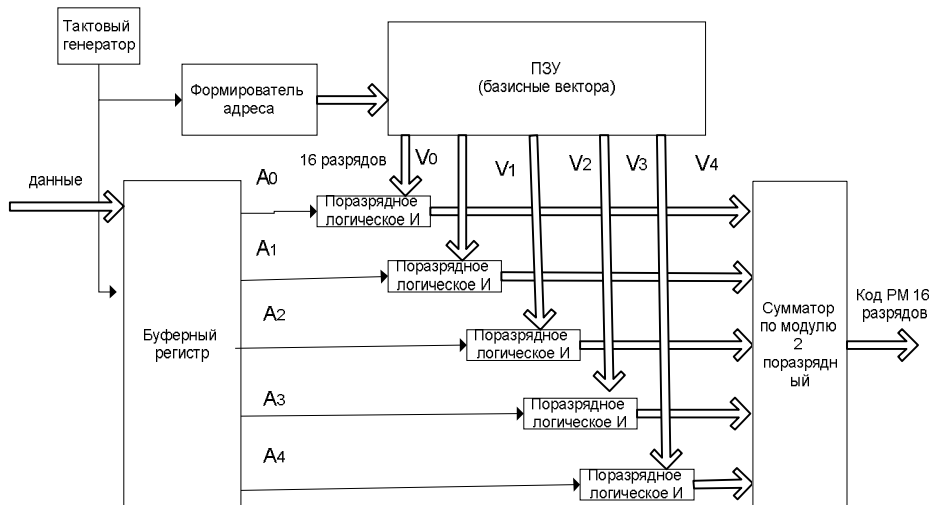 Тактовый
генератор
Формирователь
адреса
ПЗУ
(базисные вектора)
16 разрядов
V0
V1
V2
V3
V4
данные
A0
Поразрядное
логическое И
A1
Поразрядное
логическое И
A2
Поразрядное
логическое И
A3
Поразрядное
логическое И
A4
Поразрядное
логическое И
Буферный
регистр
Сумматор
по модулю
2
поразряд
ный
Код РМ 16
разрядов